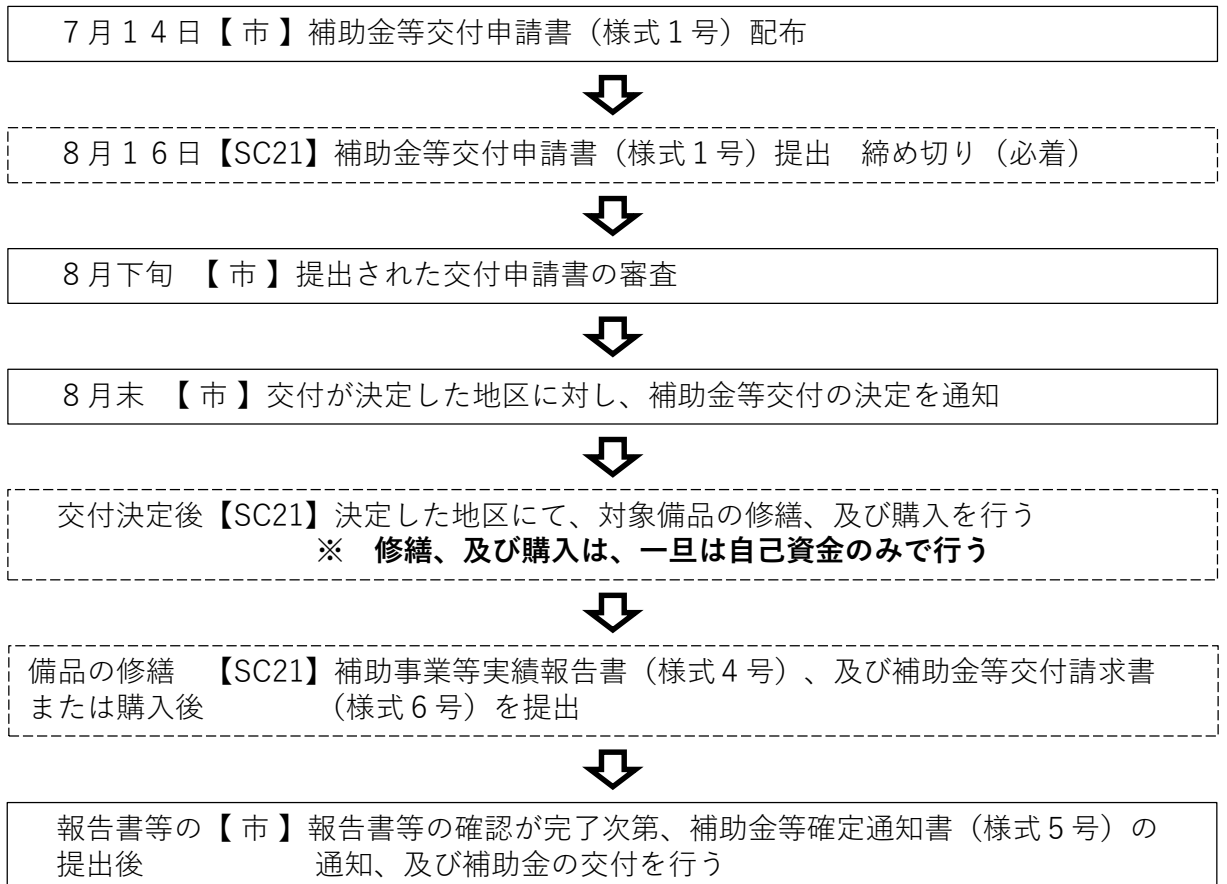 ７月１４日【 市 】補助金等交付申請書（様式１号）配布
８月１６日【SC21】補助金等交付申請書（様式１号）提出　締め切り（必着）
８月下旬 【 市 】提出された交付申請書の審査
８月末 【 市 】交付が決定した地区に対し、補助金等交付の決定を通知
交付決定後【SC21】決定した地区にて、対象備品の修繕、及び購入を行う
※　修繕、及び購入は、一旦は自己資金のみで行う
備品の修繕　【SC21】補助事業等実績報告書（様式４号）、及び補助金等交付請求書
または購入後　（様式６号）を提出
報告書等の【 市 】報告書等の確認が完了次第、補助金等確定通知書（様式５号）の
提出後　通知、及び補助金の交付を行う